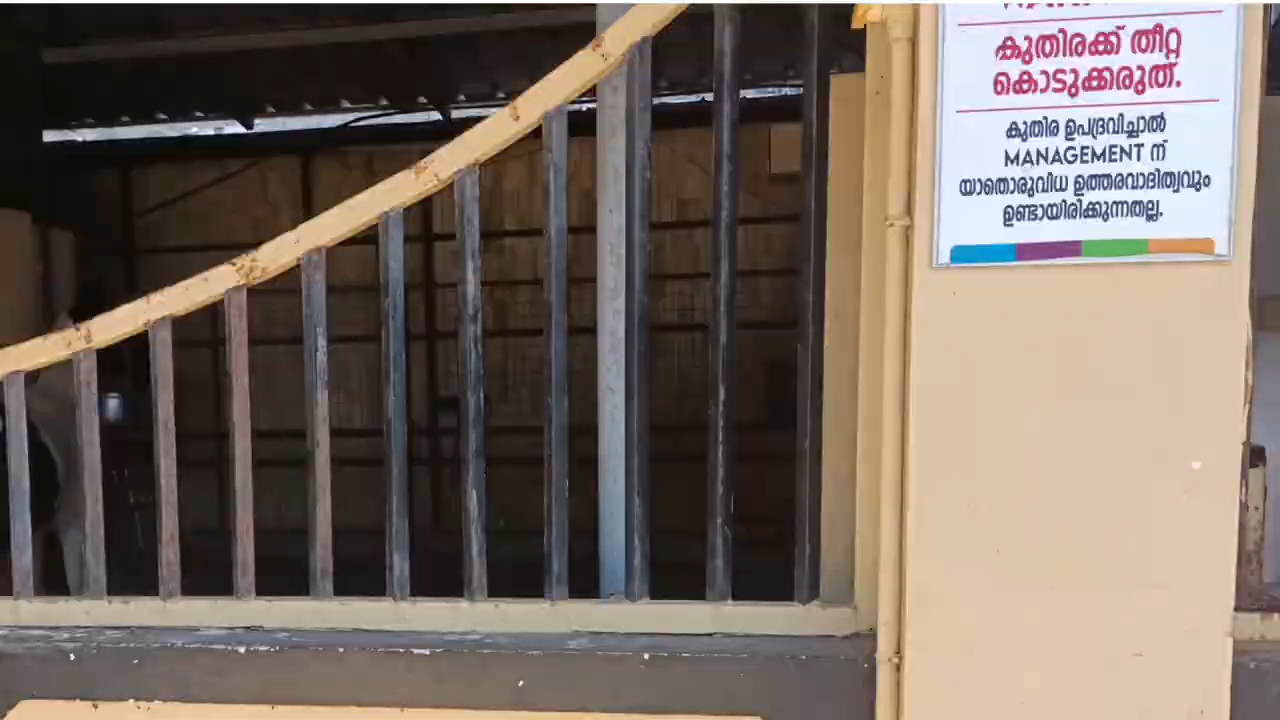 കുതിരക്ക് തീറ്റ
കൊടുക്കരുത്.
കുതിര ഉപദ്രവിച്ചാൽ
MANAGEMENT ന്
യാതൊരുവിധ ഉത്തരവാദിത്വവും
ഉണ്ടായിരിക്കുന്നതല്ല.